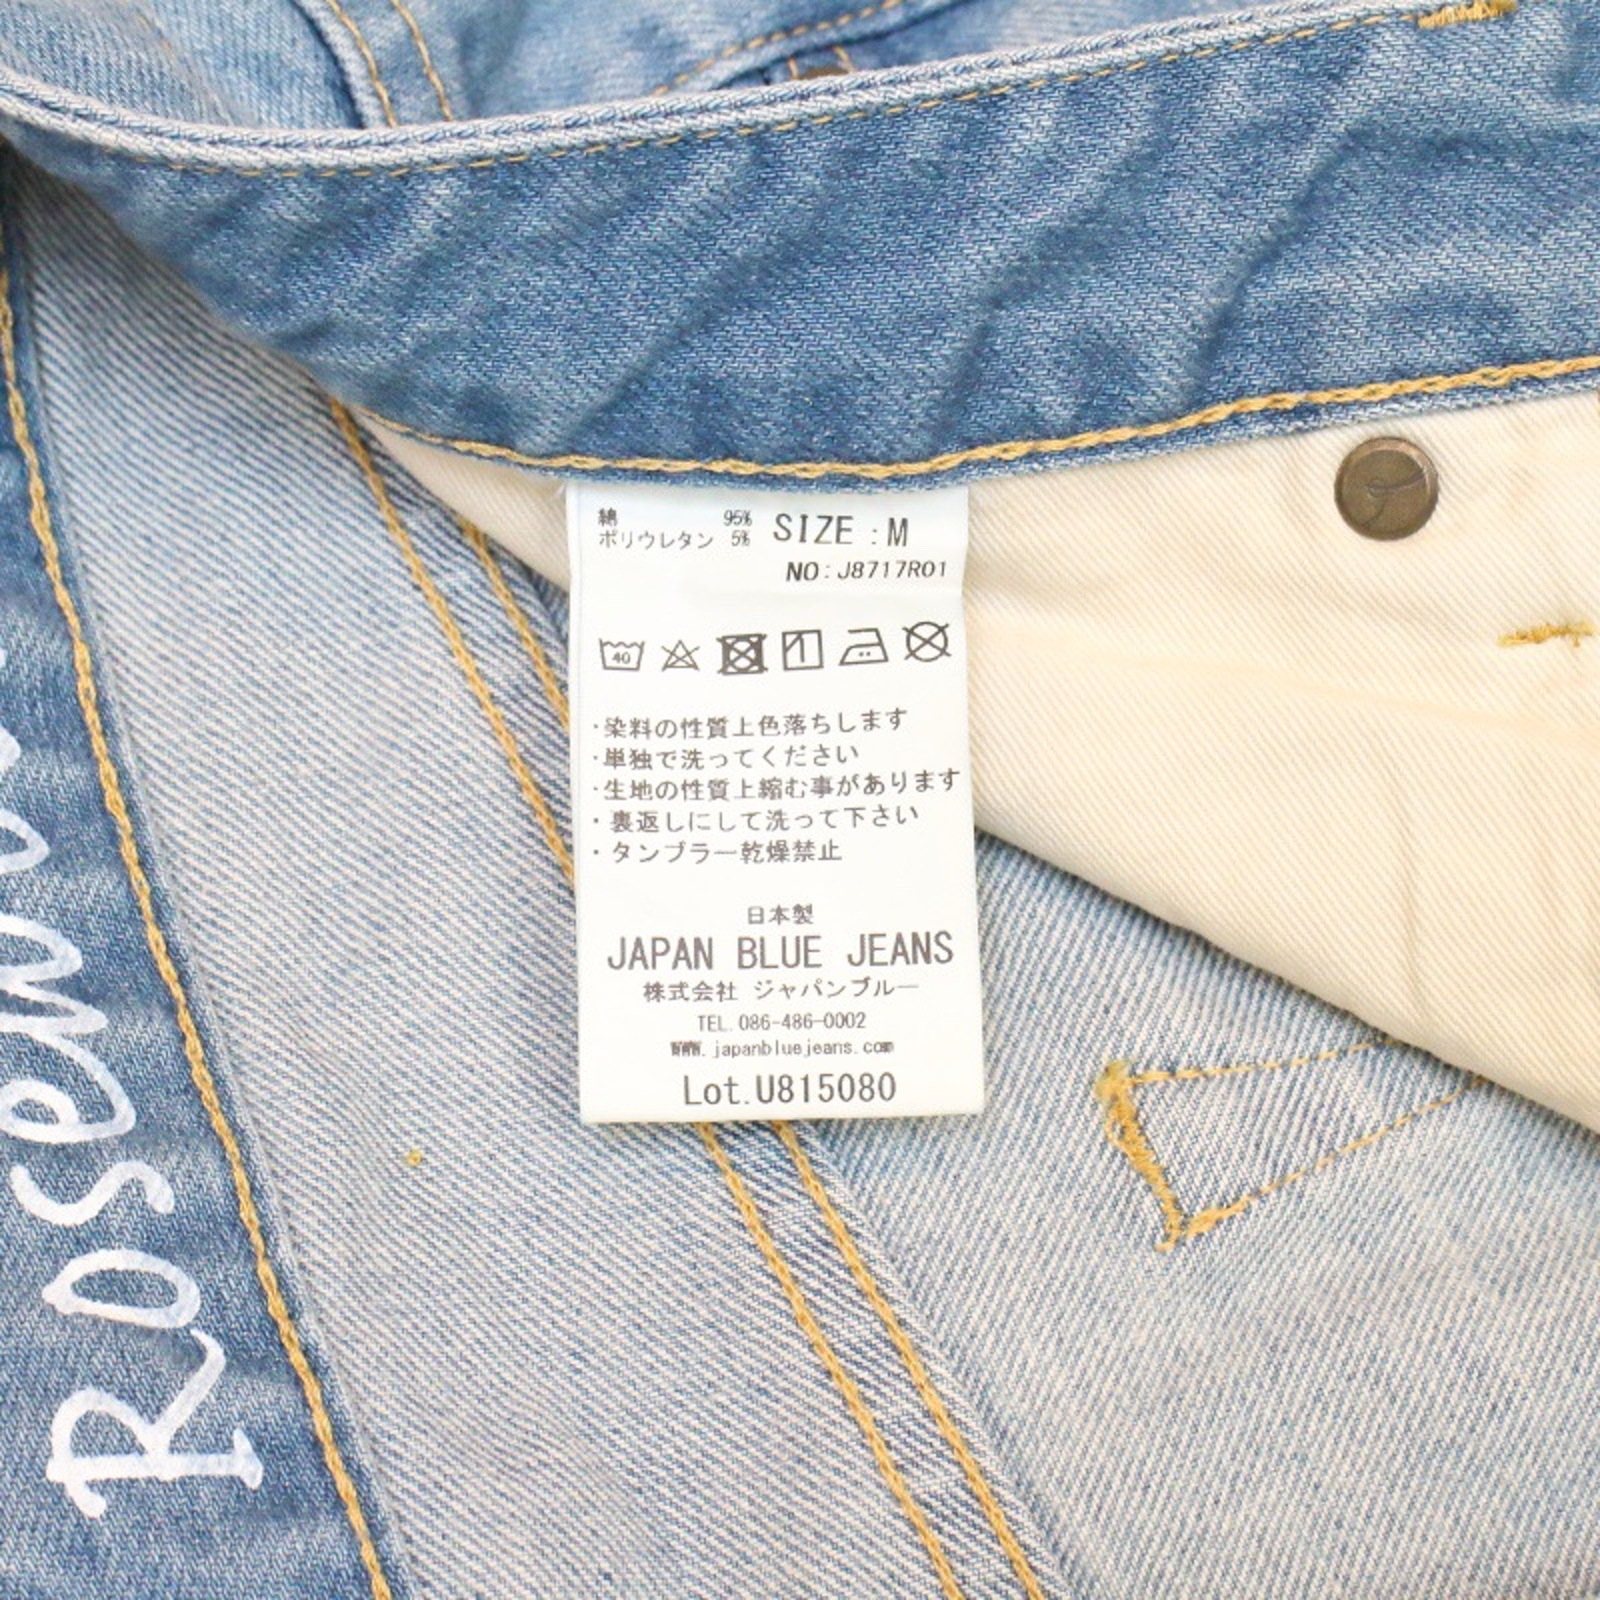 綿 95%
ポリウレタン 5%
SIZE : M
NO:J8717R01
40
・染料の性質上色落ちします
・単独で洗ってください
・生地の性質上縮む事があります
・裏返しにして洗って下さい
・タンブラー乾燥禁止
日本製
JAPAN BLUE JEANS
株式会社 ジャパンブルー
TEL.086-486-0002
WWW.japanbluejeans.com
Lot.U815080